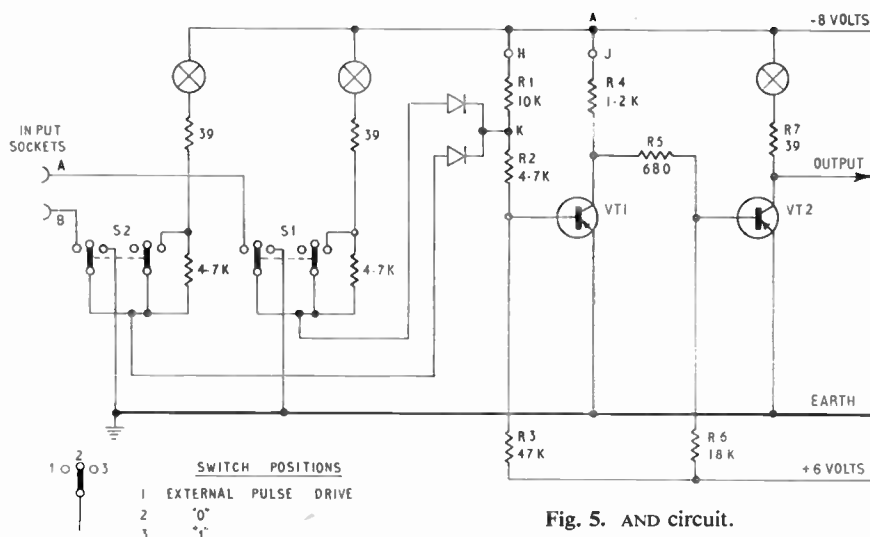 A
-8 VOLTS
H
J
R1
10K
R4
1·2K
INPUT
SOCKETS
A
B
39
39
K
R2
4·7K
R5
680
R7
39
OUTPUT
S2
S1
VT1
VT2
4·7K
4·7K
EARTH
R3
47K
R6
18K
+6 VOLTS
2
1
3
SWITCH POSITIONS
1 EXTERNAL PULSE DRIVE
2 "0"
3 "1"
Fig. 5. AND circuit.